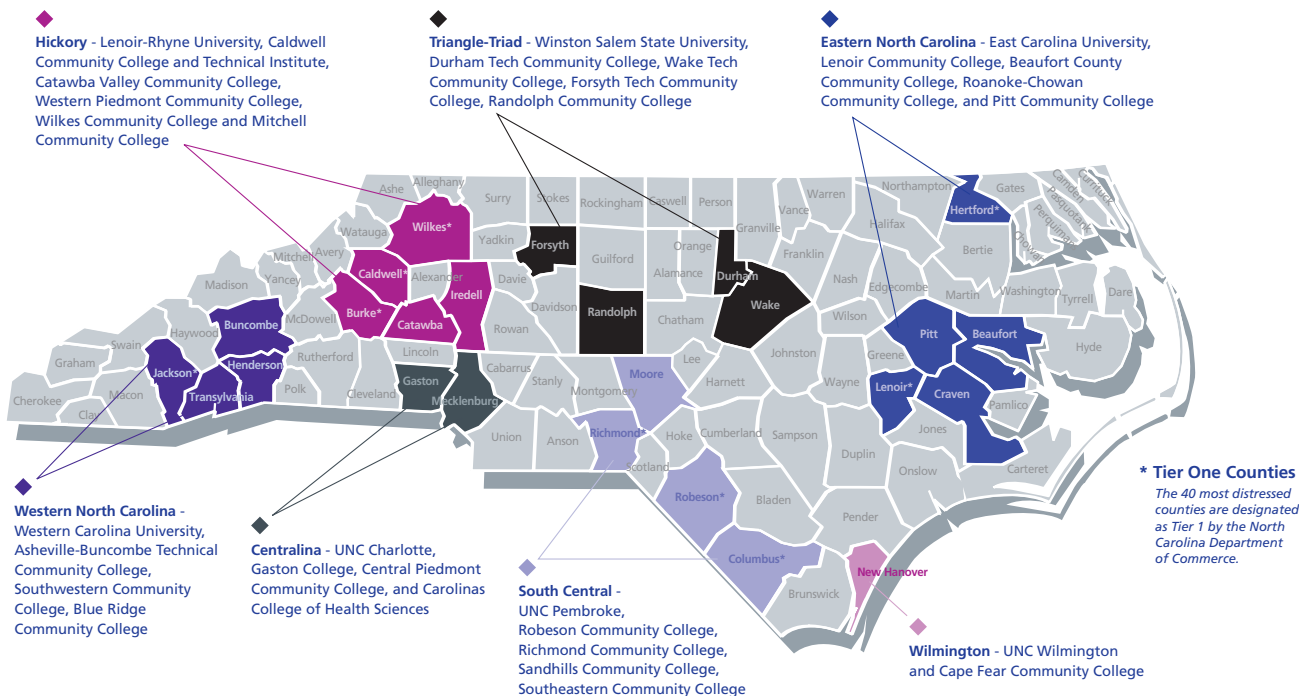 Hickory - Lenoir-Rhyne University, Caldwell
Community College and Technical Institute,
Catawba Valley Community College,
Western Piedmont Community College,
Wilkes Community College and Mitchell
Community College
Triangle-Triad - Winston Salem State University,
Durham Tech Community College, Wake Tech
Community College, Forsyth Tech Community
College, Randolph Community College
Eastern North Carolina - East Carolina University,
Lenoir Community College, Beaufort County
Community College, Roanoke-Chowan
Community College, and Pitt Community College
Ashe
Alleghany
Surry
Stokes
Rockingham
Caswell
Person
Granville
Vance
Warren
Northampton
Gates
Camden
Currituck
Pasquotank
Perquimans
Chowan
Hertford*
Halifax
Bertie
Watauga
Wilkes*
Yadkin
Forsyth
Guilford
Alamance
Orange
Durham
Franklin
Nash
Edgecombe
Martin
Washington
Tyrrell
Dare
Mitchell
Avery
Yancey
Madison
Caldwell*
Alexander
Iredell
Davie
Davidson
Randolph
Chatham
Wake
Wilson
Pitt
Beaufort
Hyde
Buncombe
McDowell
Burke*
Catawba
Rowan
Haywood
Swain
Graham
Jackson*
Henderson
Rutherford
Lincoln
Cabarrus
Stanly
Montgomery
Moore
Lee
Harnett
Johnston
Wayne
Greene
Lenoir*
Craven
Pamlico
Cherokee
Clay
Macon
Transylvania
Polk
Cleveland
Gaston
Mecklenburg
Union
Anson
Richmond*
Hoke
Scotland
Cumberland
Sampson
Duplin
Jones
Onslow
Carteret
Robeson*
Bladen
Pender
Columbus*
Brunswick
New Hanover
* Tier One Counties
The 40 most distressed
counties are designated
as Tier 1 by the North
Carolina Department
of Commerce.
Western North Carolina -
Western Carolina University,
Asheville-Buncombe Technical
Community College,
Southwestern Community
College, Blue Ridge
Community College
Centralina - UNC Charlotte,
Gaston College, Central Piedmont
Community College, and Carolinas
College of Health Sciences
South Central -
UNC Pembroke,
Robeson Community College,
Richmond Community College,
Sandhills Community College,
Southeastern Community College
Wilmington - UNC Wilmington
and Cape Fear Community College